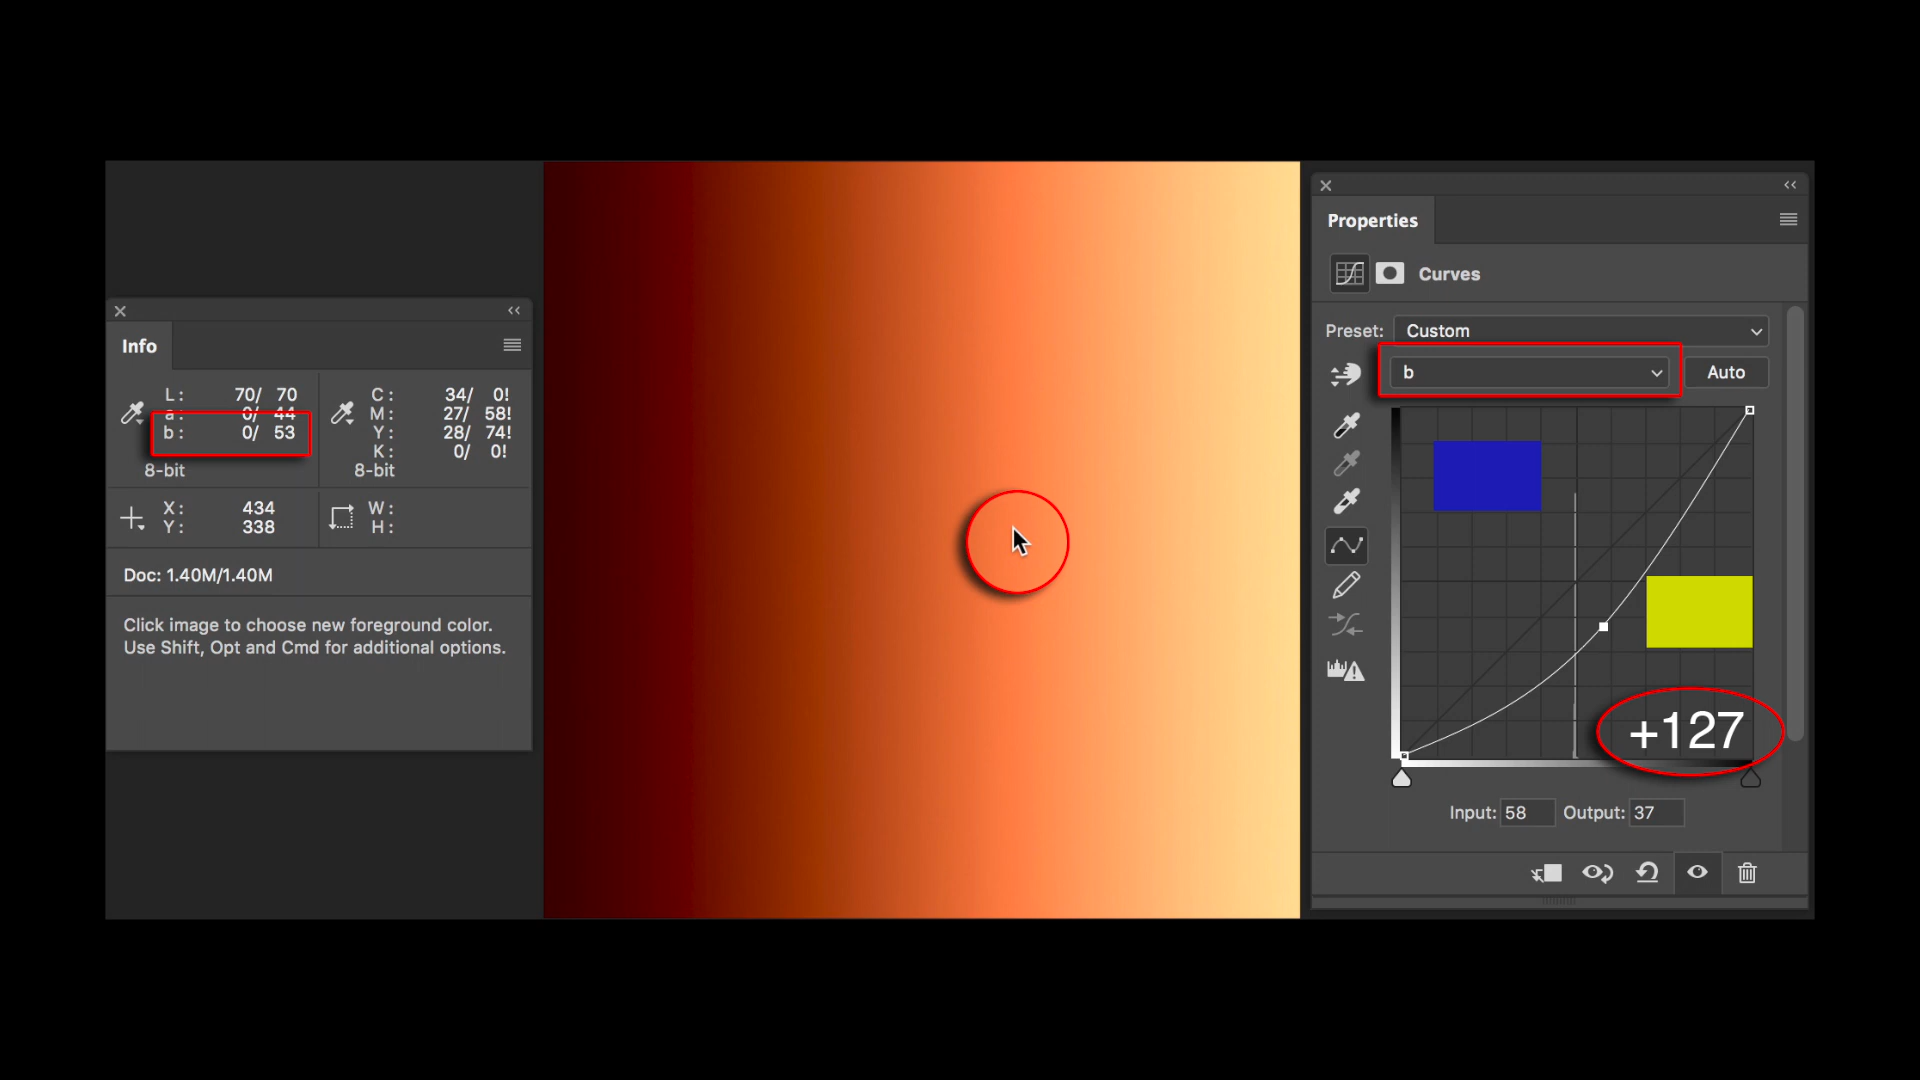 Info
L: 70/ 70
a: 0/ 44
b: 0/ 53
8-bit
C: 34/ 0!
M: 27/ 58!
Y: 28/ 74!
K: 0/ 0!
8-bit
X: 434
Y: 338
W:
H:
Doc: 1.40M/1.40M
Click image to choose new foreground color.
Use Shift, Opt and Cmd for additional options.
Properties
Curves
Preset: Custom
b
Auto
+127
Input: 58 Output: 37